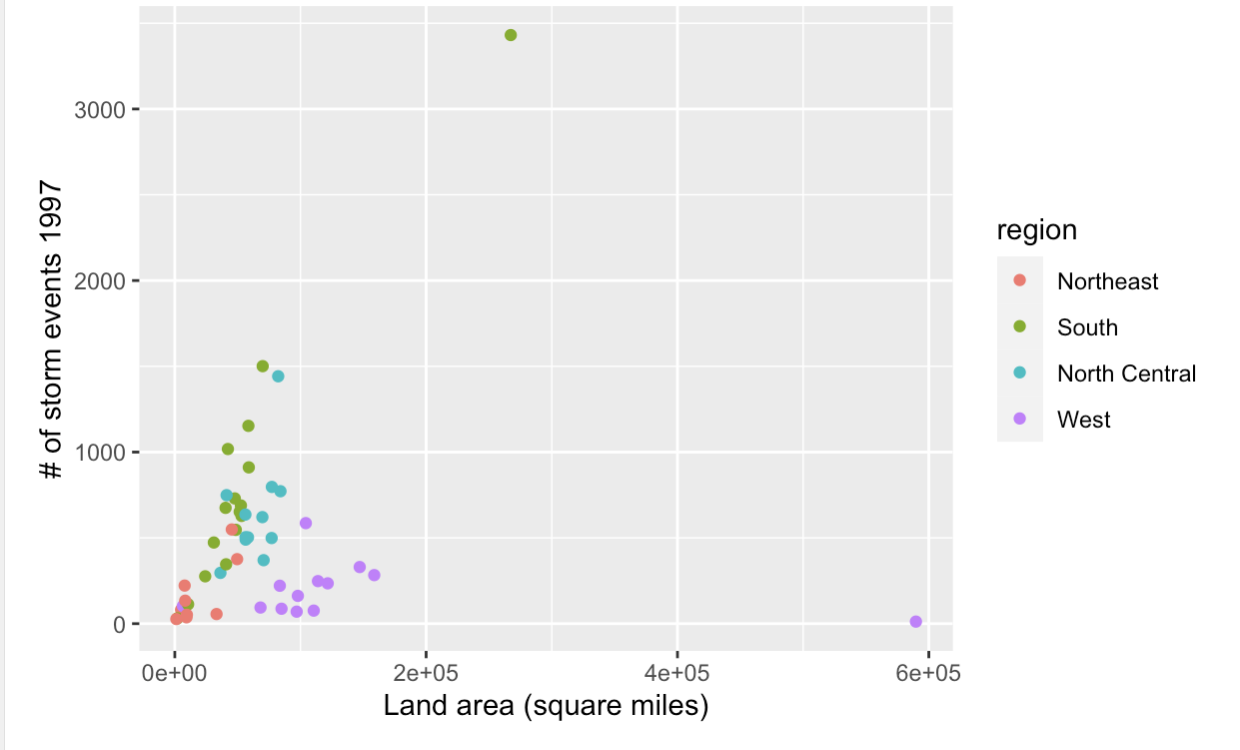 3000
2000
1000
0
# of storm events 1997
0e+00
2e+05
4e+05
6e+05
Land area (square miles)
region
Northeast
South
North Central
West